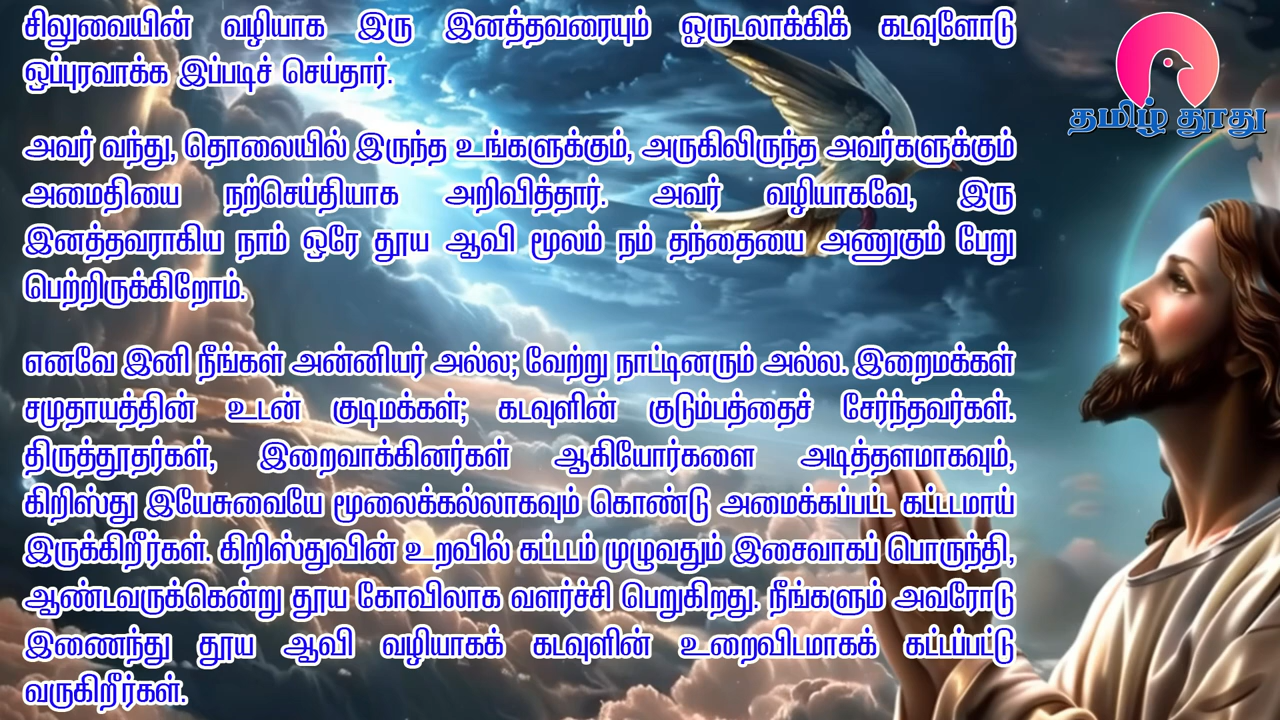 சிலுவையின் வழியாக இரு இனத்தவரையும் ஓருடலாக்கிக் கடவுளோடு
ஒப்புரவாக்க இப்படிச் செய்தார்.
அவர் வந்து, தொலையில் இருந்த உங்களுக்கும், அருகிலிருந்த அவர்களுக்கும்
அமைதியை நற்செய்தியாக அறிவித்தார். அவர் வழியாகவே, இரு
இனத்தவராகிய நாம் ஒரே தூய ஆவி மூலம் நம் தந்தையை அணுகும் பேறு
பெற்றிருக்கிறோம்.
எனவே இனி நீங்கள் அன்னியர் அல்ல; வேற்று நாட்டினரும் அல்ல. இறைமக்கள்
சமுதாயத்தின் உடன் குடிமக்கள்; கடவுளின் குடும்பத்தைச் சேர்ந்தவர்கள்.
திருத்தூதர்கள், இறைவாக்கினர்கள் ஆகியோர்களை அடித்தளமாகவும்,
கிறிஸ்து இயேசுவையே மூலைக்கல்லாகவும் கொண்டு அமைக்கப்பட்ட கட்டடமாய்
இருக்கிறீர்கள். கிறிஸ்துவின் உறவில் கட்டடம் முழுவதும் இசைவாகப் பொருந்தி,
ஆண்டவருக்கென்று தூய கோவிலாக வளர்ச்சி பெறுகிறது. நீங்களும் அவரோடு
இணைந்து தூய ஆவி வழியாகக் கடவுளின் உறைவிடமாகக் கட்டப்பட்டு
வருகிறீர்கள்.
தமிழ் தூது